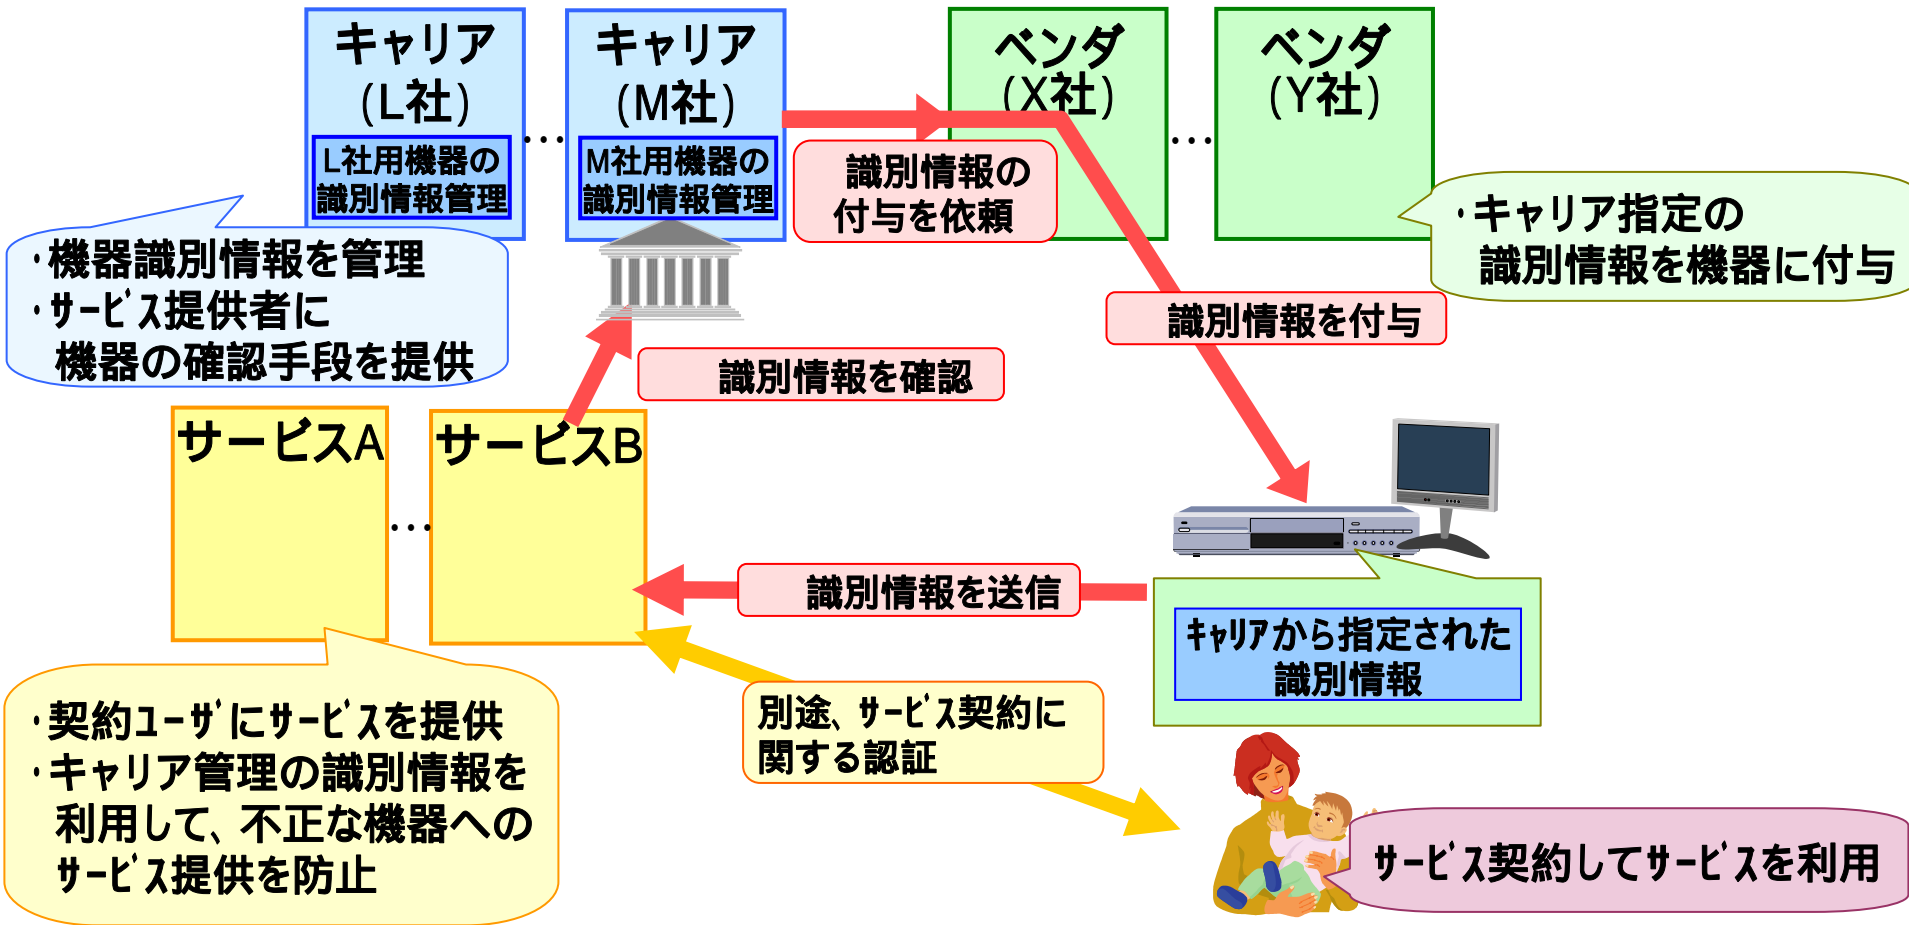 キャリア
(L社)
L社用機器の
識別情報管理
…
キャリア
(M社)
M社用機器の
識別情報管理
ベンダ
(X社)
…
ベンダ
(Y社)
識別情報の
付与を依頼
・キャリア指定の
識別情報を機器に付与
・機器識別情報を管理
・ｻｰﾋﾞｽ提供者に
機器の確認手段を提供
識別情報を付与
識別情報を確認
サービスA
…
サービスB
識別情報を送信
ｷｬﾘｱから指定された
識別情報
・契約ﾕｰｻﾞにｻｰﾋﾞｽを提供
・キャリア管理の識別情報を
利用して、不正な機器への
ｻｰﾋﾞｽ提供を防止
別途、ｻｰﾋﾞｽ契約に
関する認証
ｻｰﾋﾞｽ契約してｻｰﾋﾞｽを利用